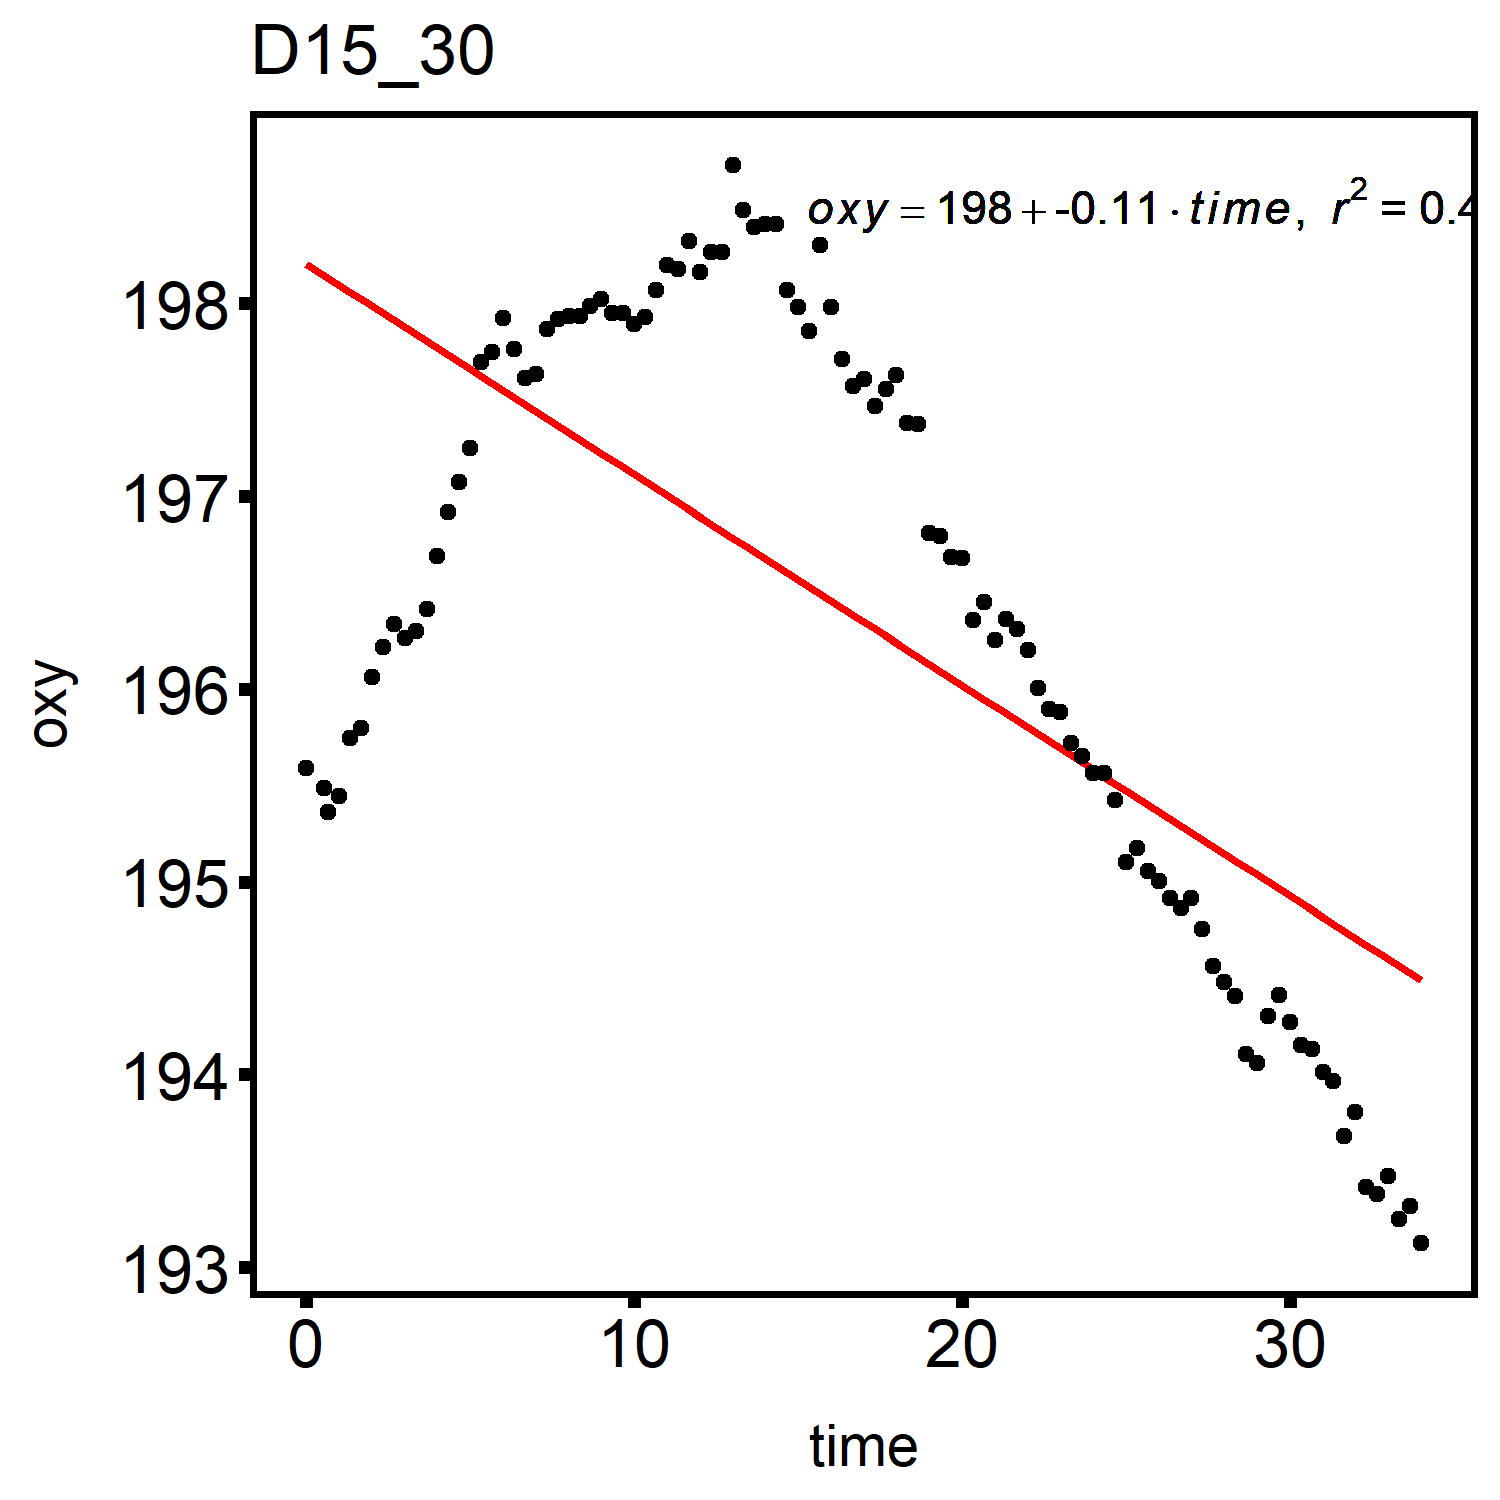 D15_30
oxy = 198 + -0.11 · time, r² = 0.4
198
197
196
195
194
193
oxy
0 10 20 30
time